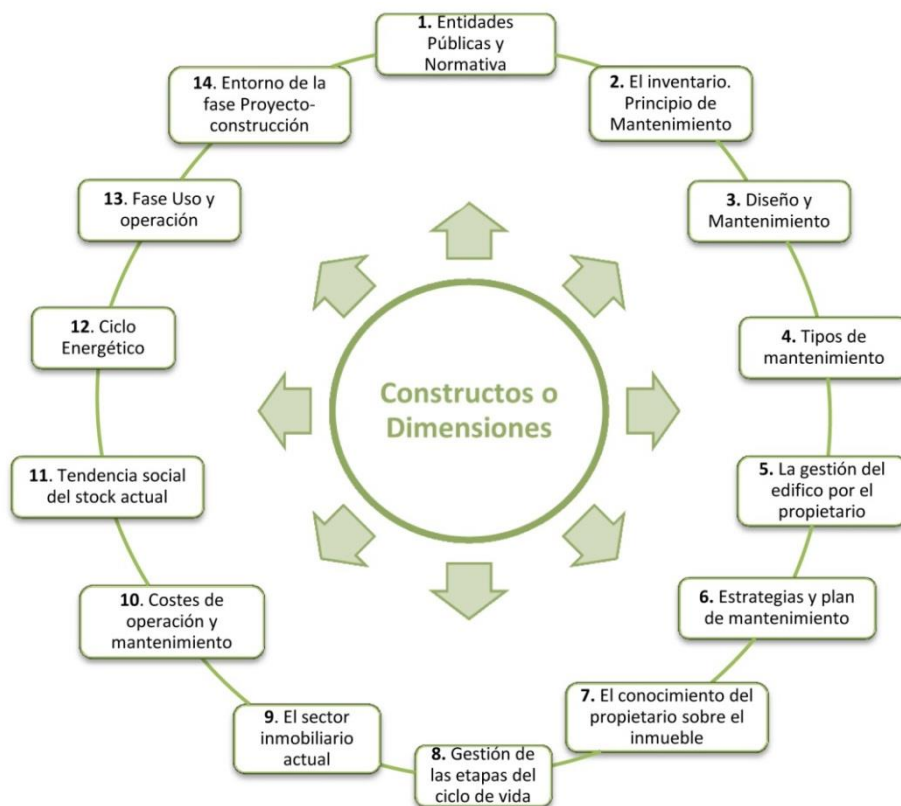 1. Entidades
Públicas y
Normativa
2. El inventario.
Principio de
Mantenimiento
3. Diseño y
Mantenimiento
4. Tipos de
mantenimiento
5. La gestión del
edifico por el
propietario
6. Estrategias y plan
de mantenimiento
7. El conocimiento del
propietario sobre el
inmueble
8. Gestión de
las etapas del
ciclo de vida
9. El sector
inmobiliario
actual
10. Costes de
operación y
mantenimiento
11. Tendencia social
del stock actual
12. Ciclo
Energético
13. Fase Uso y
operación
14. Entorno de la
fase Proyecto-
construcción
Constructos o
Dimensiones